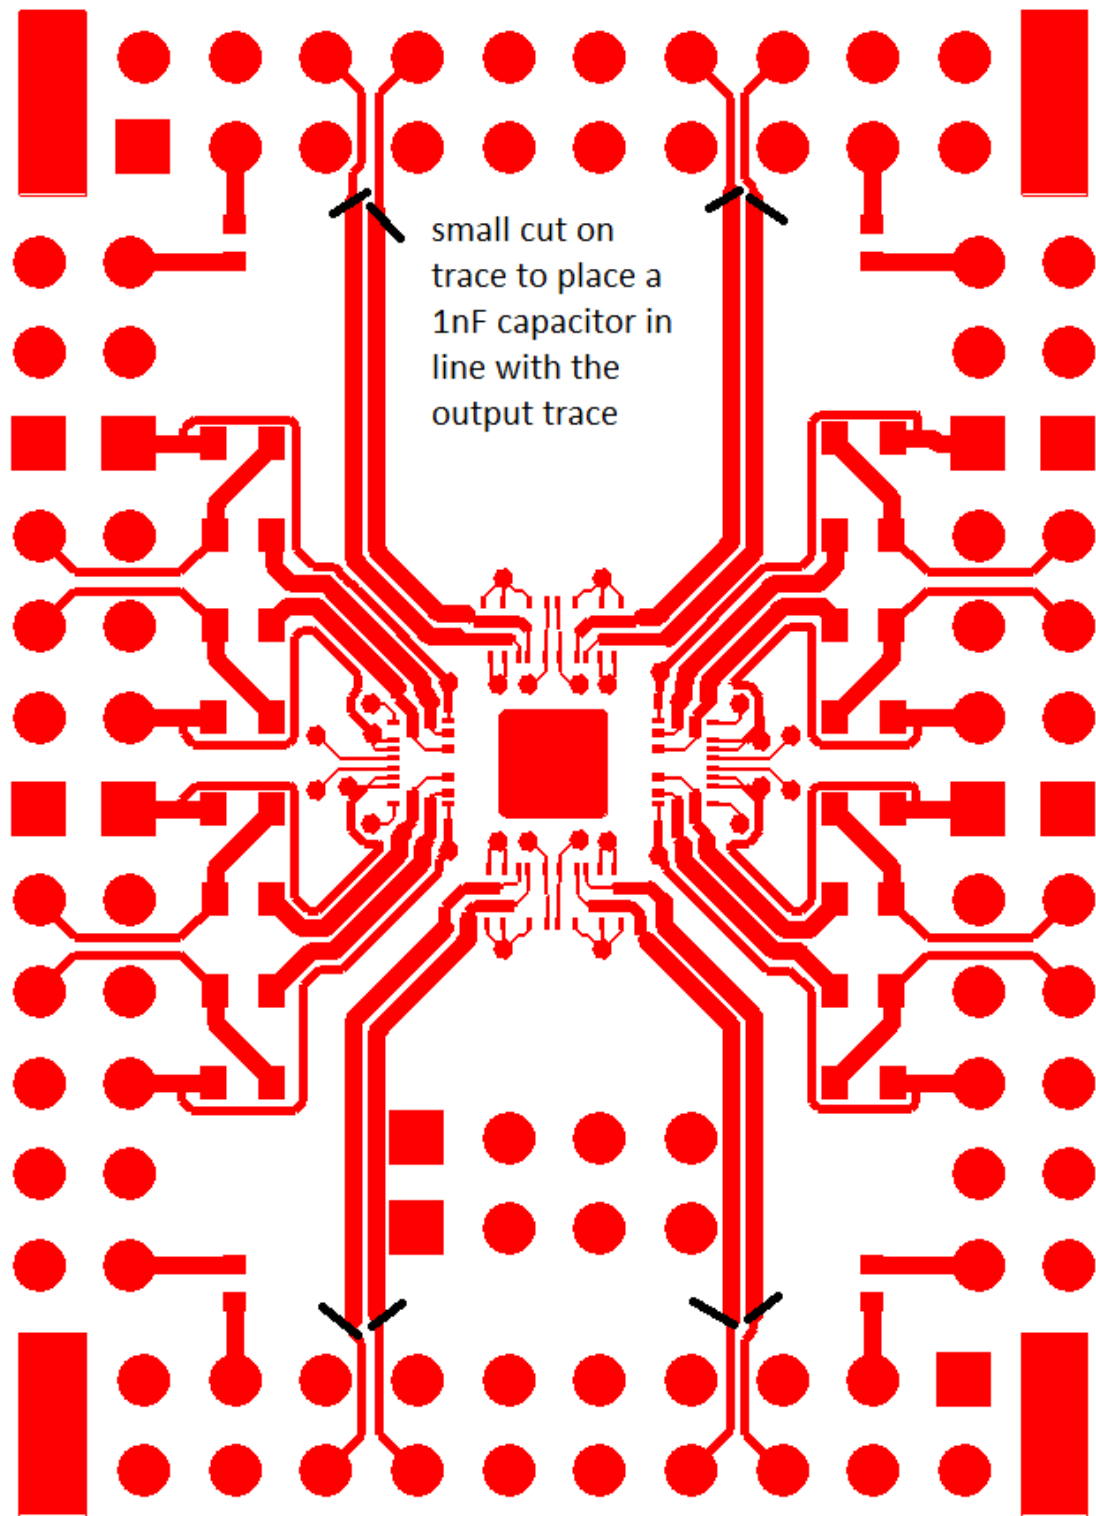 small cut on
trace to place a
1nF capacitor in
line with the
output trace